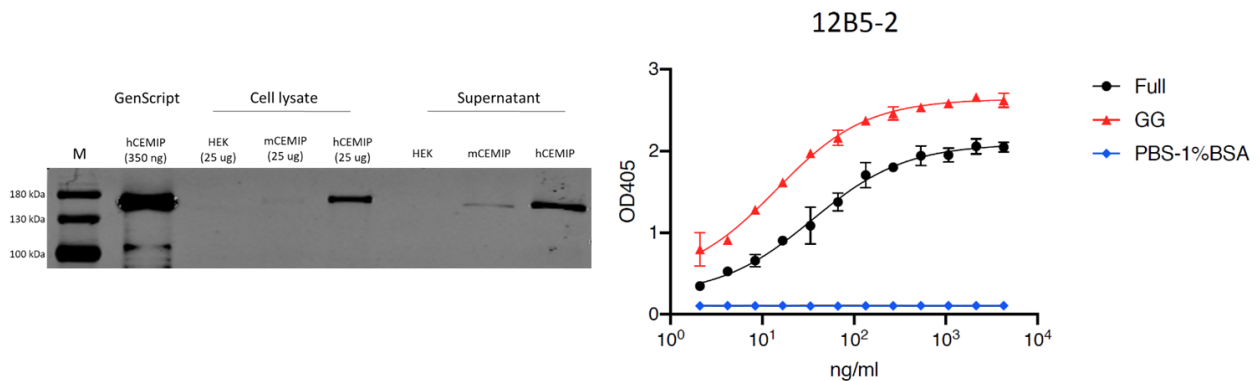 GenScript Cell lysate Supernatant
M hCEMIP (350 ng) HEK (25 ug) mCEMIP (25 ug) hCEMIP (25 ug) HEK mCEMIP hCEMIP
180 kDa
130 kDa
100 kDa
12B5-2
3
2
1
0
OD405
10^0 10^1 10^2 10^3 10^4
ng/ml
Full
GG
PBS-1%BSA